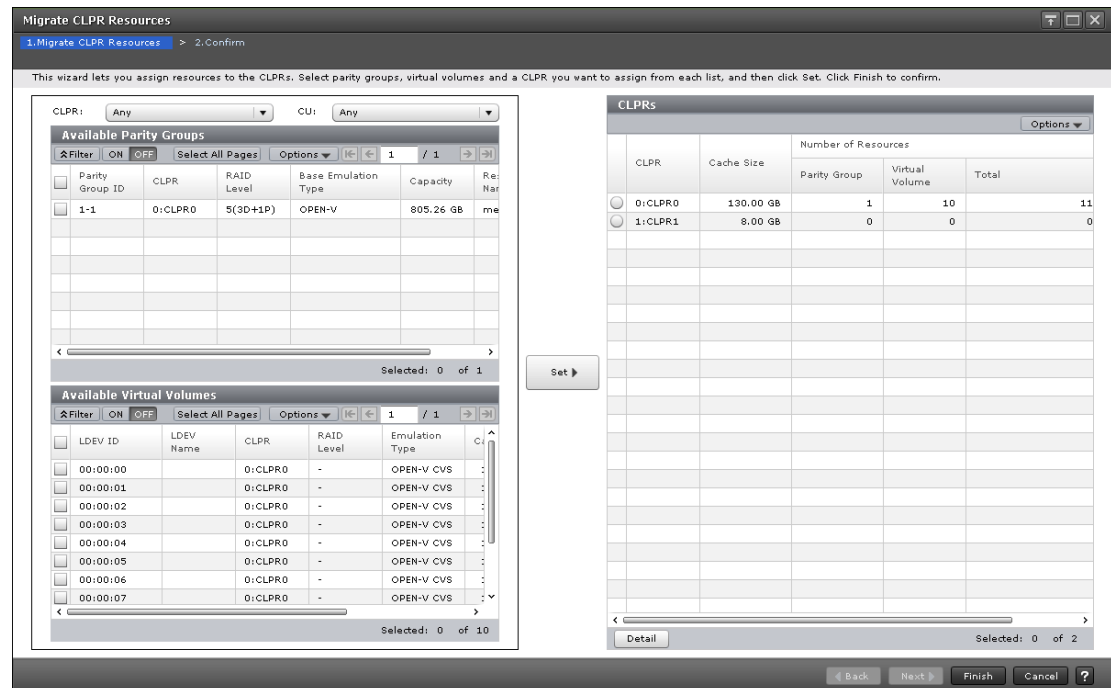 Migrate CLPR Resources
1.Migrate CLPR Resources > 2.Confirm
This wizard lets you assign resources to the CLPRs. Select parity groups, virtual volumes and a CLPR you want to assign from each list, and then click Set. Click Finish to confirm.
CLPR: Any CU: Any
Available Parity Groups
Filter ON OFF Select All Pages Options 1 / 1
Parity Group ID CLPR RAID Level Base Emulation Type Capacity
1-1 0:CLPR0 5(3D+1P) OPEN-V 805.26 GB me
Selected: 0 of 1
Available Virtual Volumes
Filter ON OFF Select All Pages Options 1 / 1
LDEV ID LDEV Name CLPR RAID Level Emulation Type
00:00:00 0:CLPR0 - OPEN-V CVS
00:00:01 0:CLPR0 - OPEN-V CVS
00:00:02 0:CLPR0 - OPEN-V CVS
00:00:03 0:CLPR0 - OPEN-V CVS
00:00:04 0:CLPR0 - OPEN-V CVS
00:00:05 0:CLPR0 - OPEN-V CVS
00:00:06 0:CLPR0 - OPEN-V CVS
00:00:07 0:CLPR0 - OPEN-V CVS
Selected: 0 of 10
Set
CLPRs
Options
CLPR Cache Size Number of Resources
Parity Group Virtual Volume Total
0:CLPR0 130.00 GB 1 10 11
1:CLPR1 8.00 GB 0 0 0
Detail Selected: 0 of 2
Back Next Finish Cancel ?